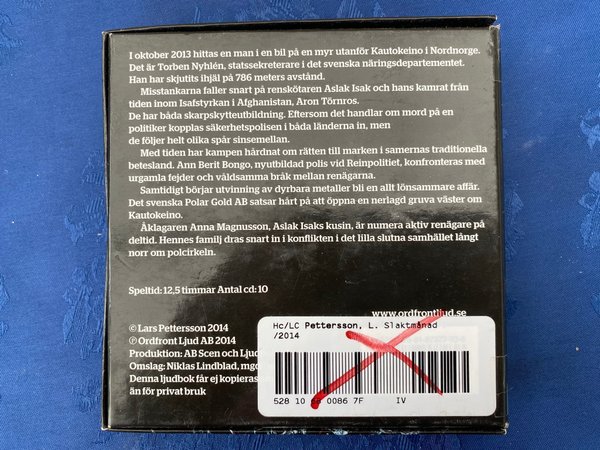 I oktober 2013 hittas en man i en bil på en myr utanför Kautokeino i Nordnorge.
Det är Torben Nyhlén, statssekreterare i det svenska näringsdepartementet.
Han har skjutits ihjäl på 786 meters avstånd.
Misstankarna faller snart på renskötaren Aslak Isak och hans kamrat från
tiden inom Isafstyrkan i Afghanistan, Aron Törnros.
De har båda skarpskytteutbildning. Eftersom det handlar om mord på en
politiker kopplas säkerhetspolisen i båda länderna in, men
de följer helt olika spår sinsemellan.
Med tiden har kampen hårdnat om rätten till marken i samernas traditionella
betesland. Ann Berit Bongo, nyutbildad polis vid Reinpolitiet, konfronteras med
urgamla fejder och våldsamma bråk mellan renägarna.
Samtidigt börjar utvinning av dyrbara metaller bli en allt lönsammare affär.
Det svenska Polar Gold AB satsar hårt på att öppna en nerlagd gruva väster om
Kautokeino.
Åklagaren Anna Magnusson, Aslak Isaks kusin, är numera aktiv renägare på
deltid. Hennes familj dras snart in i konflikten i det lilla slutna samhället långt
norr om polcirkeln.
Speltid: 12,5 timmar Antal cd: 10
www.ordfrontljud.se
© Lars Pettersson 2014
℗ Ordfront Ljud AB 2014
Produktion: AB Scen och Ljud
Omslag: Niklas Lindblad, mgo
Denna ljudbok får ej kopieras
än för privat bruk
Hc/LC Pettersson, L. Slaktmånad
/2014
528 10 0086 7F IV